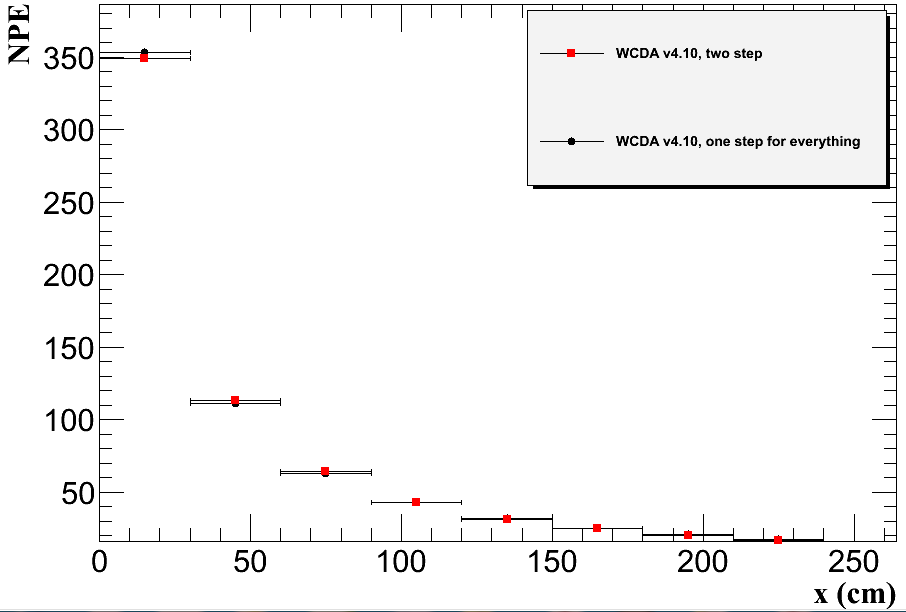 NPE
350
300
250
200
150
100
50
WCDA v4.10, two step
WCDA v4.10, one step for everything
0 50 100 150 200 250
x (cm)